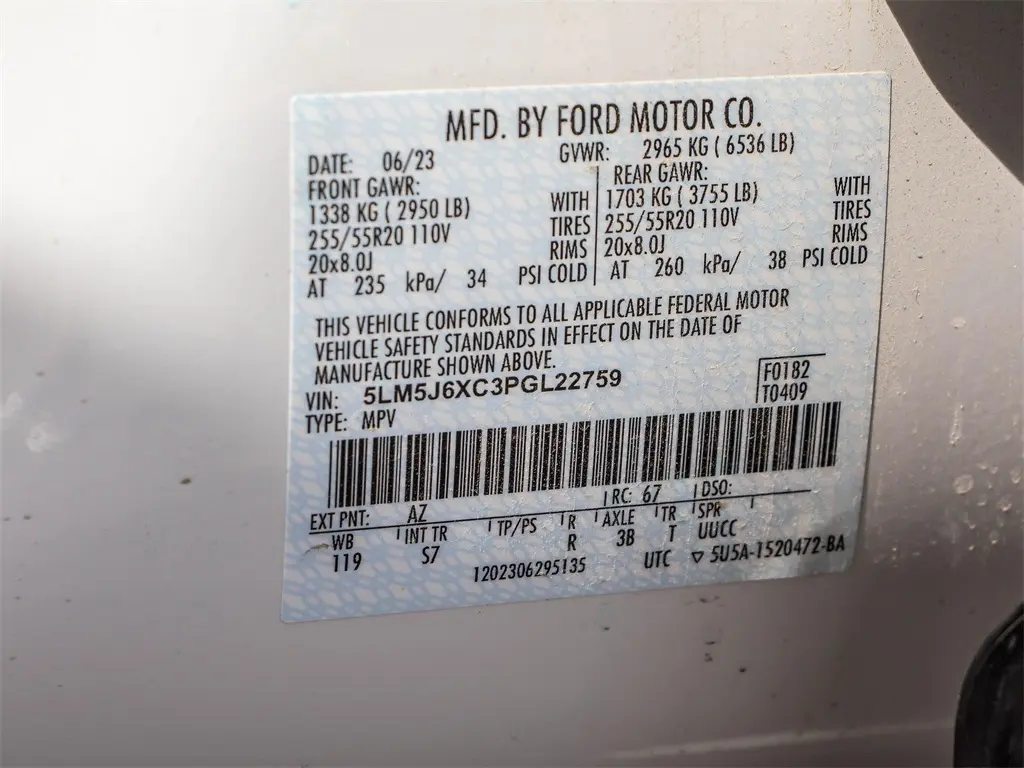 MFD. BY FORD MOTOR CO.
DATE: 06/23 GVWR: 2965 KG ( 6536 LB)
FRONT GAWR: REAR GAWR:
1338 KG ( 2950 LB) WITH 1703 KG ( 3755 LB) WITH
255/55R20 110V TIRES 255/55R20 110V TIRES
20x8.0J RIMS 20x8.0J RIMS
AT 235 kPa/ 34 PSI COLD AT 260 kPa/ 38 PSI COLD
THIS VEHICLE CONFORMS TO ALL APPLICABLE FEDERAL MOTOR
VEHICLE SAFETY STANDARDS IN EFFECT ON THE DATE OF
MANUFACTURE SHOWN ABOVE.
VIN: 5LM5J6XC3PGL22759 F0182
TYPE: MPV T0409
EXT PNT: AZ RC: 67 DSO:
WB INT TR TP/PS R AXLE TR SPR
119 S7 R 3B T UUCC
1202306295135 UTC ▽ 5U5A-1520472-BA